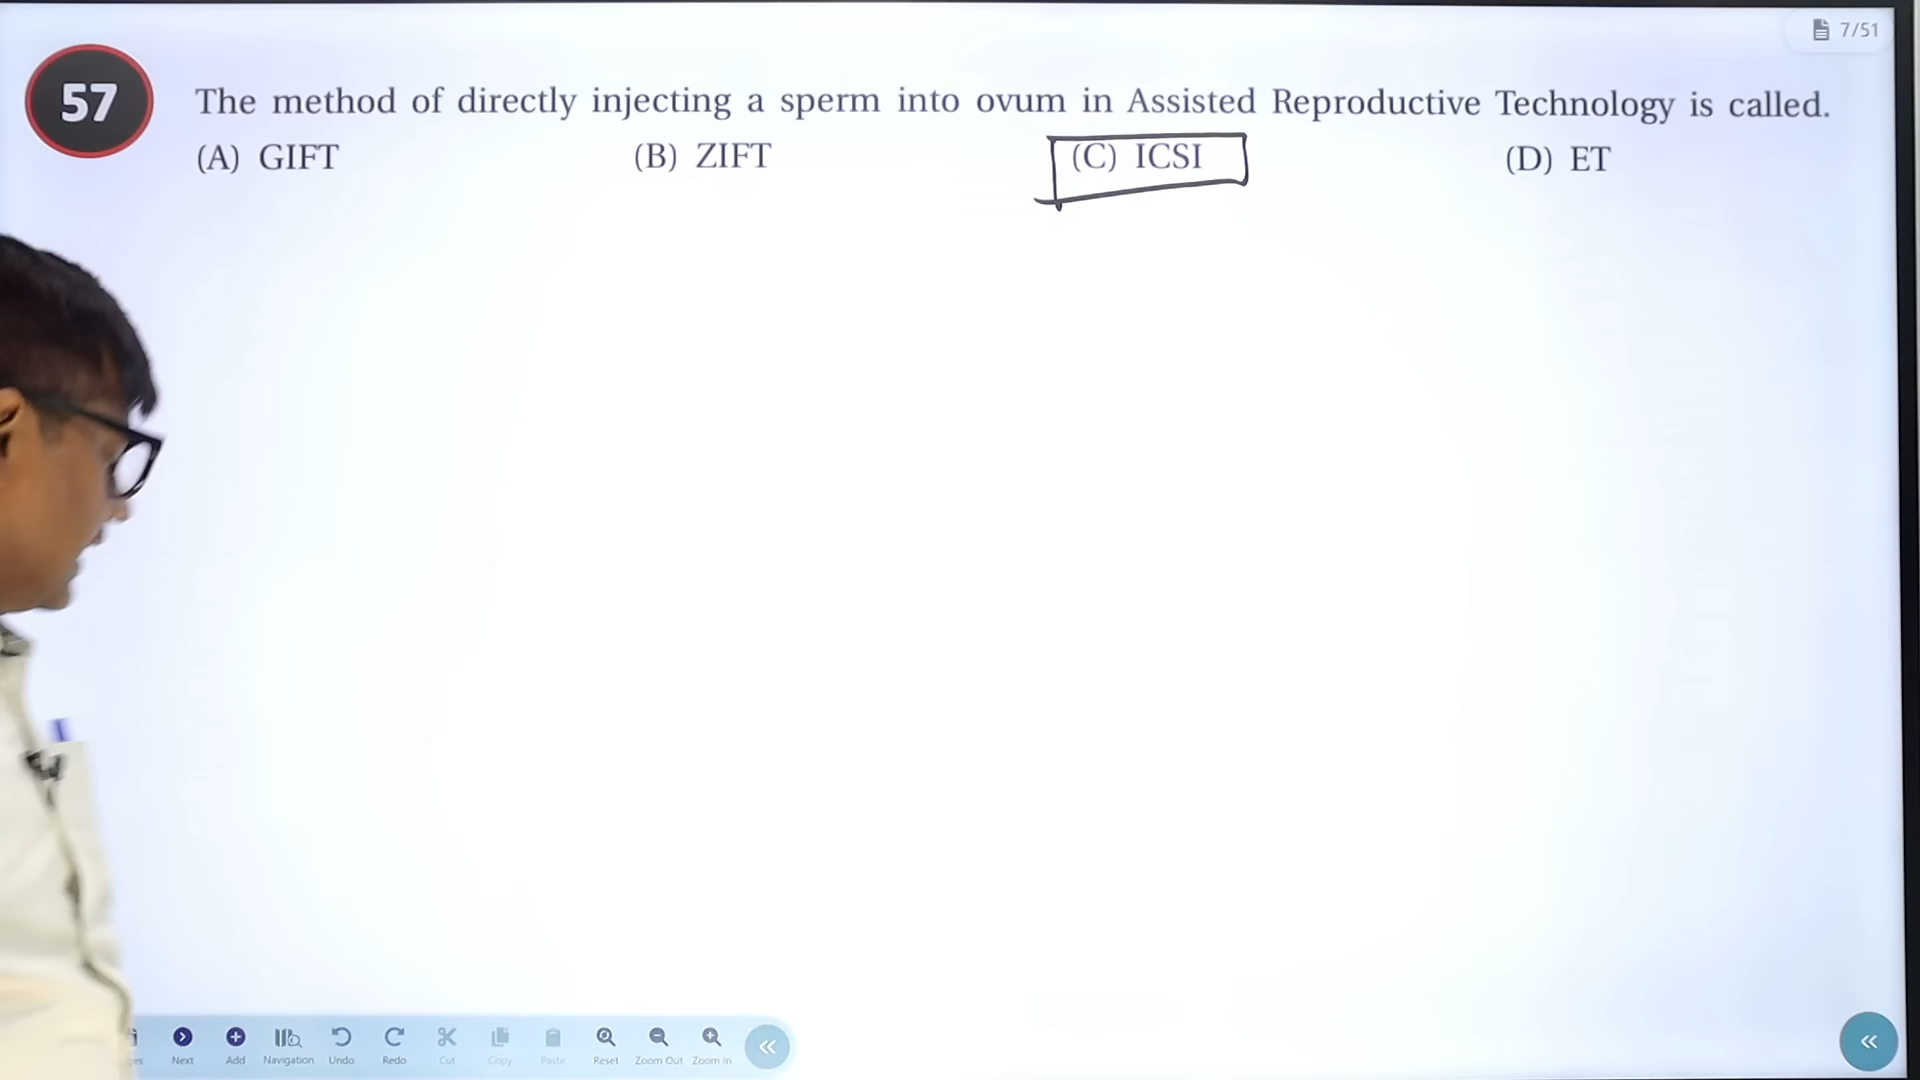 7/51
57
The method of directly injecting a sperm into ovum in Assisted Reproductive Technology is called.
(A) GIFT (B) ZIFT (C) ICSI (D) ET
Next Add Navigation Undo Redo Cut Copy Paste Reset Zoom Out Zoom In